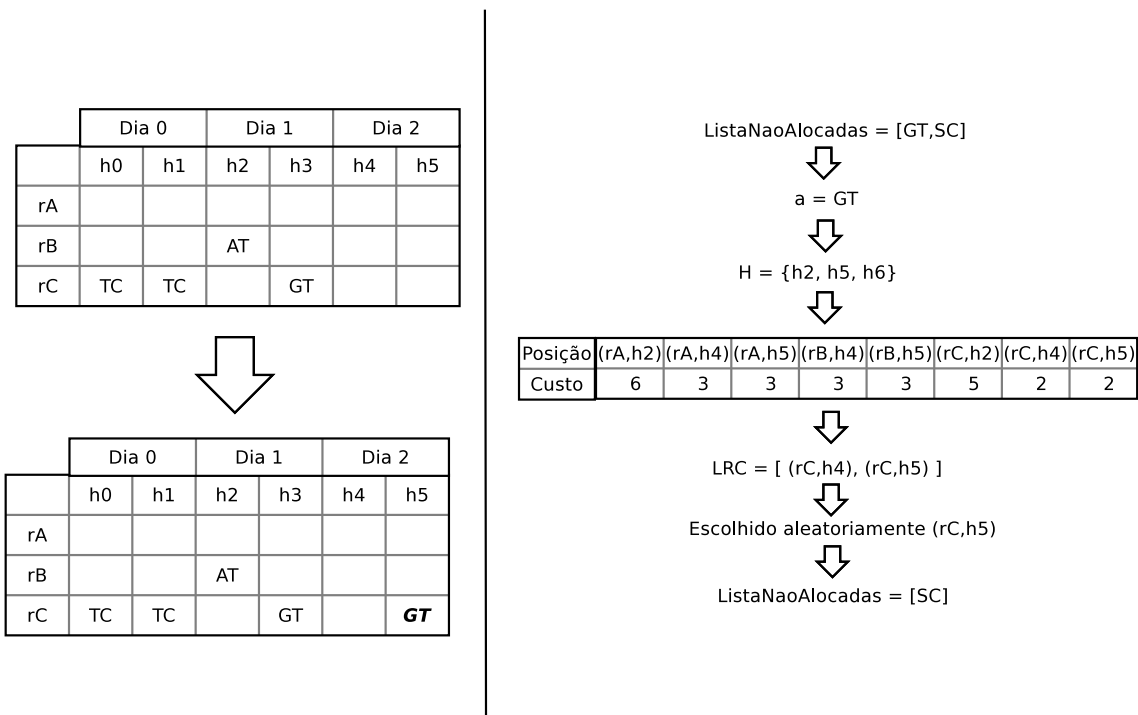 Dia 0 Dia 1 Dia 2
h0 h1 h2 h3 h4 h5
rA
rB AT
rC TC TC GT
Dia 0 Dia 1 Dia 2
h0 h1 h2 h3 h4 h5
rA
rB AT
rC TC TC GT GT
ListaNaoAlocadas = [GT,SC]
a = GT
H = {h2, h5, h6}
Posição (rA,h2) (rA,h4) (rA,h5) (rB,h4) (rB,h5) (rC,h2) (rC,h4) (rC,h5)
Custo 6 3 3 3 3 5 2 2
LRC = [ (rC,h4), (rC,h5) ]
Escolhido aleatoriamente (rC,h5)
ListaNaoAlocadas = [SC]